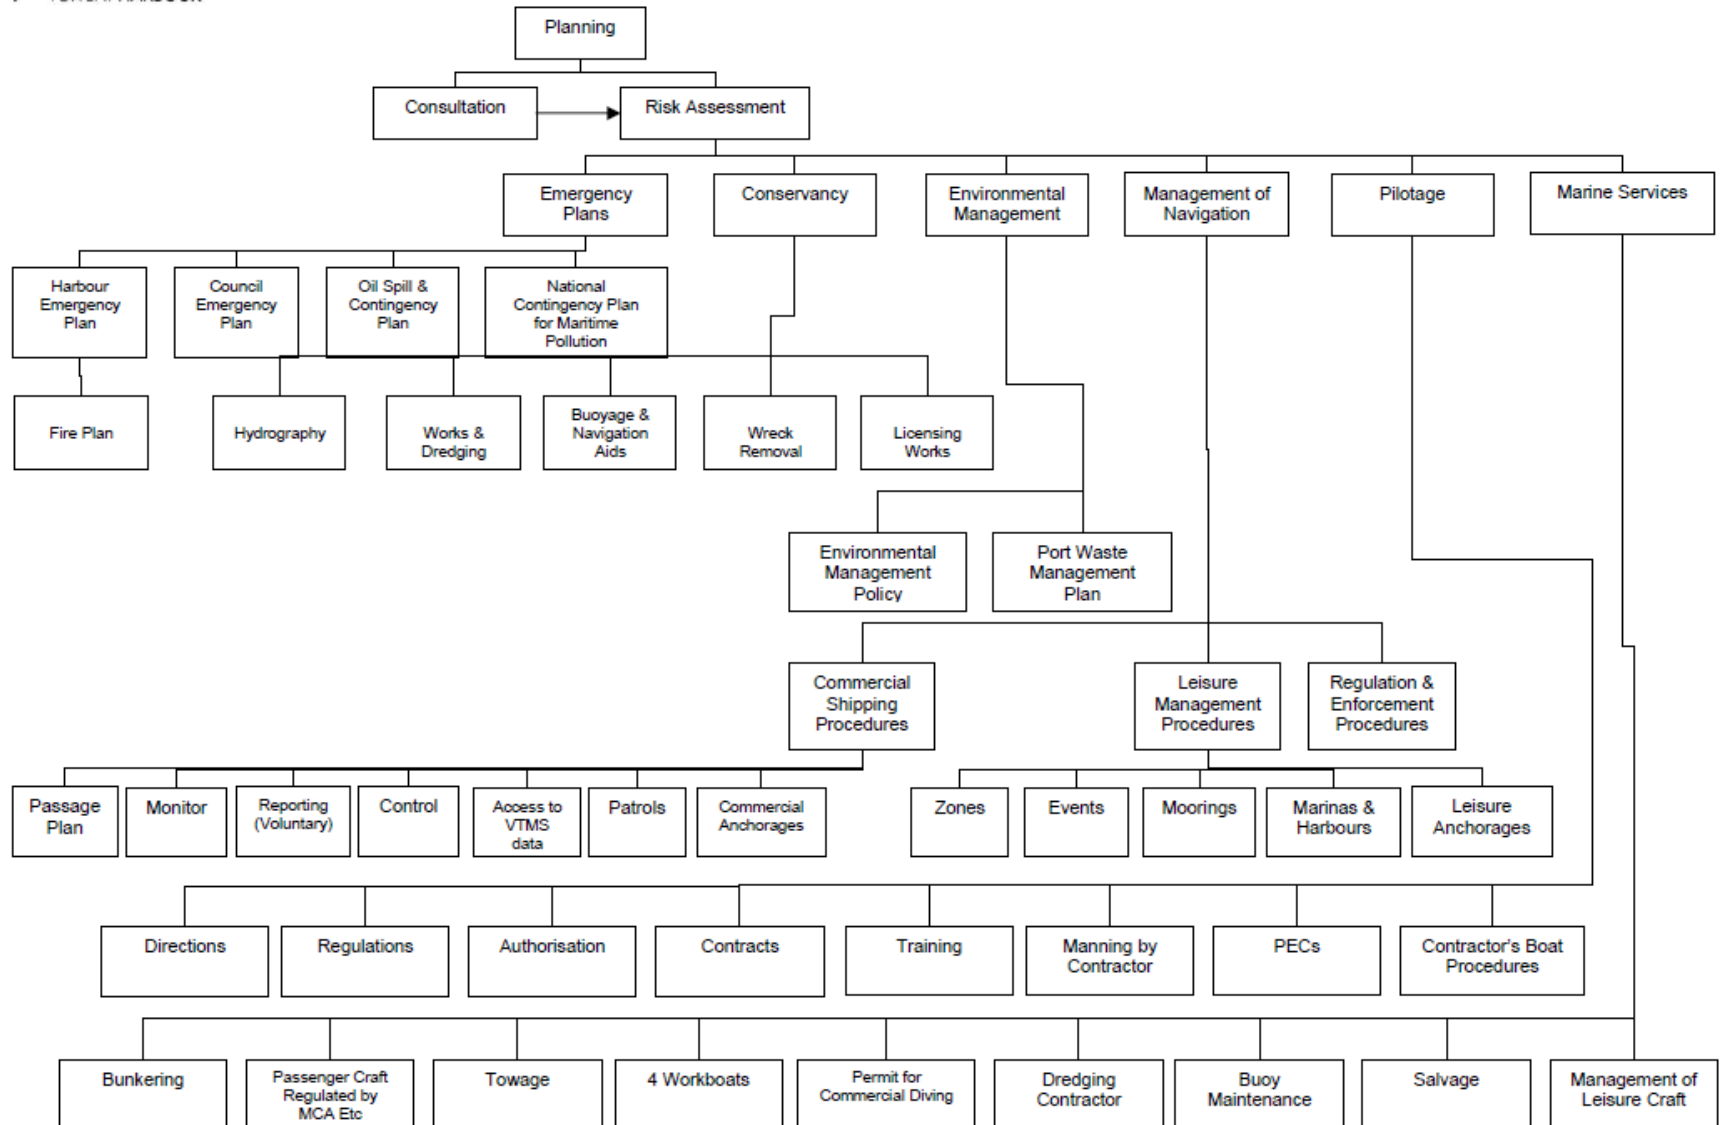 Planning
Consultation
Risk Assessment
Emergency
Plans
Conservancy
Environmental
Management
Management of
Navigation
Pilotage
Marine Services
Harbour
Emergency
Plan
Council
Emergency
Plan
Oil Spill &
Contingency
Plan
National
Contingency Plan
for Maritime
Pollution
Fire Plan
Hydrography
Works &
Dredging
Buoyage &
Navigation
Aids
Wreck
Removal
Licensing
Works
Environmental
Management
Policy
Port Waste
Management
Plan
Commercial
Shipping
Procedures
Leisure
Management
Procedures
Regulation &
Enforcement
Procedures
Passage
Plan
Monitor
Reporting
(Voluntary)
Control
Access to
VTMS
data
Patrols
Commercial
Anchorages
Zones
Events
Moorings
Marinas &
Harbours
Leisure
Anchorages
Directions
Regulations
Authorisation
Contracts
Training
Manning by
Contractor
PECs
Contractor's Boat
Procedures
Bunkering
Passenger Craft
Regulated by
MCA Etc
Towage
4 Workboats
Permit for
Commercial Diving
Dredging
Contractor
Buoy
Maintenance
Salvage
Management of
Leisure Craft